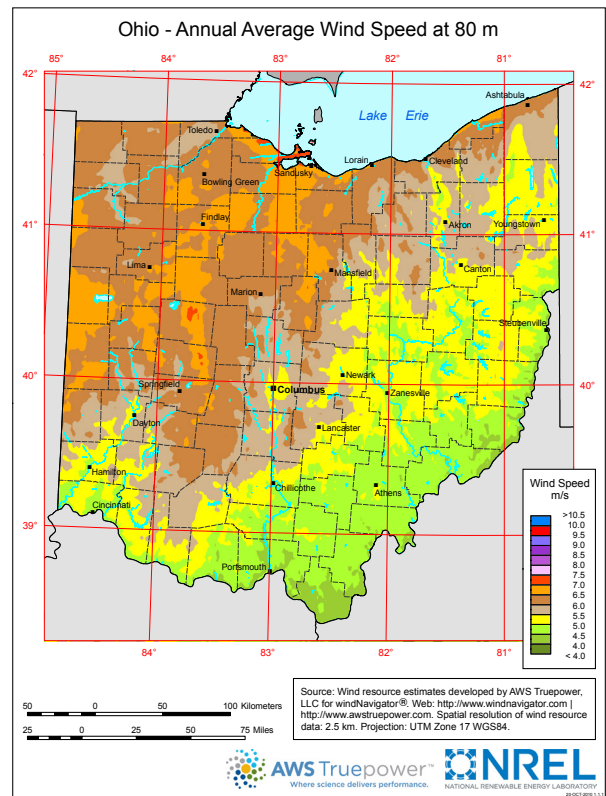 Ohio - Annual Average Wind Speed at 80 m
85° 84° 83° 82° 81°
42° 42°
Ashtabula
Lake Erie
Toledo
Sandusky
Lorain
Cleveland
Bowling Green
Findlay
Akron
Youngstown
41° 41°
Lima
Mansfield
Canton
Marion
Steubenville
40° 40°
Newark
Springfield
Columbus
Zanesville
Dayton
Lancaster
Hamilton
Chillicothe
Athens
Cincinnati
39°
Portsmouth
84° 83° 82° 81°
Wind Speed
m/s
>10.5
10.0
9.5
9.0
8.5
8.0
7.5
7.0
6.5
6.0
5.5
5.0
4.5
4.0
< 4.0
50 0 50 100 Kilometers
25 0 25 50 75 Miles
Source: Wind resource estimates developed by AWS Truepower,
LLC for windNavigator®. Web: http://www.windnavigator.com |
http://www.awstruepower.com. Spatial resolution of wind resource
data: 2.5 km. Projection: UTM Zone 17 WGS84.
AWS Truepower™
Where science delivers performance.
NREL
NATIONAL RENEWABLE ENERGY LABORATORY